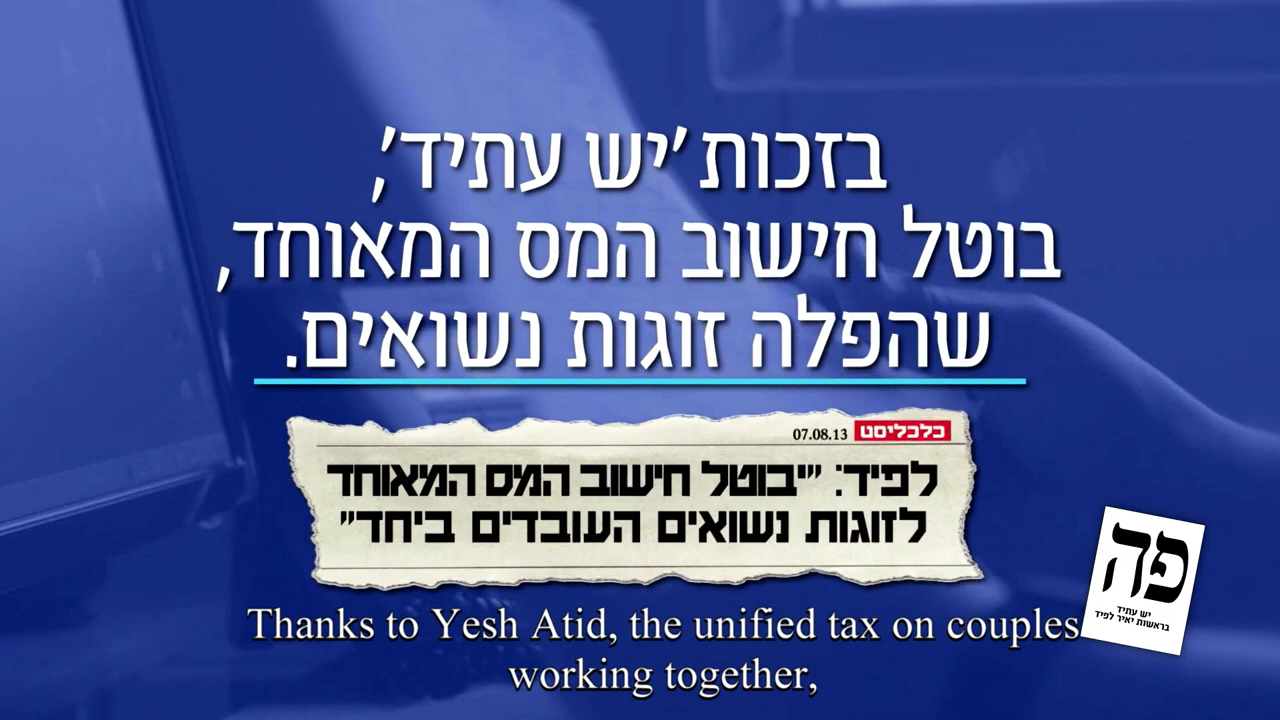 בזכות 'יש עתיד',
בוטל חישוב המס המאוחד,
שהפלה זוגות נשואים.
כלכליסט 07.08.13
לפיד: "יבוטל חישוב המס המאוחד
לזוגות נשואים העובדים ביחד"
Thanks to Yesh Atid, the unified tax on couples
working together,
פה
יש עתיד
בראשות יאיר לפיד